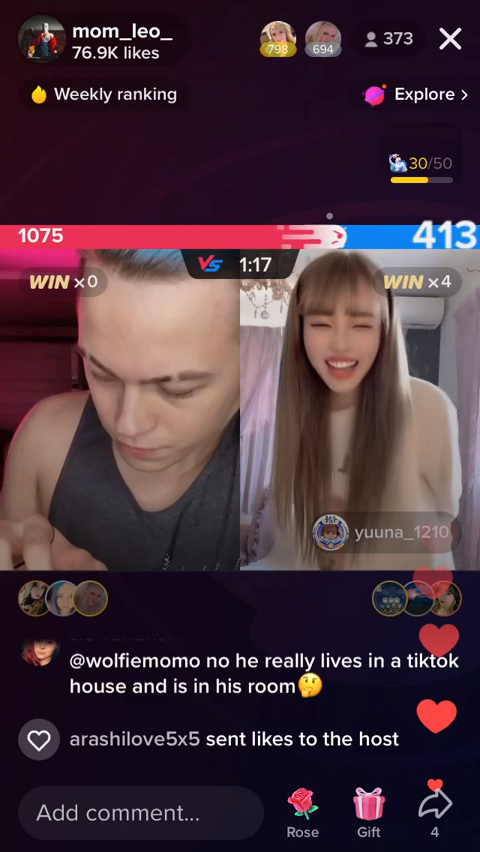 mom_leo_
76.9K likes
798
694
373
Weekly ranking
Explore
30/50
1075
413
VS 1:17
WIN ×0
WIN ×4
yuuna_1210
@wolfiemomo no he really lives in a tiktok
house and is in his room🤔
arashilove5x5 sent likes to the host
Add comment...
Rose
Gift
4